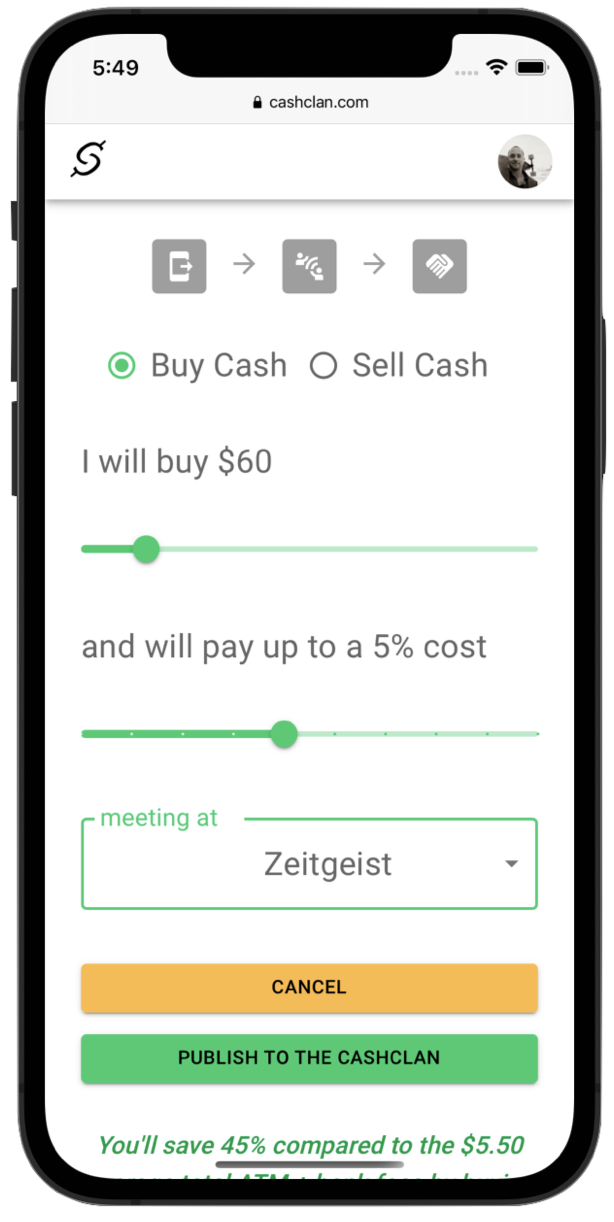 5:49
cashclan.com
Buy Cash Sell Cash
I will buy $60
and will pay up to a 5% cost
meeting at
Zeitgeist
CANCEL
PUBLISH TO THE CASHCLAN
You'll save 45% compared to the $5.50